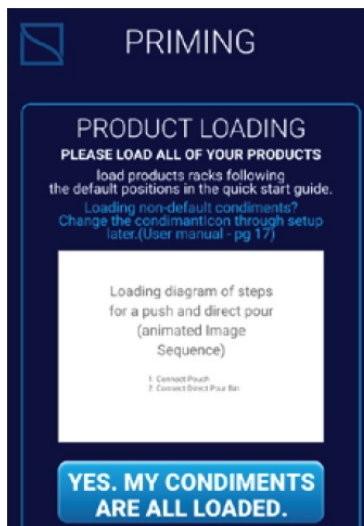 PRIMING
PRODUCT LOADING
PLEASE LOAD ALL OF YOUR PRODUCTS
load products racks following
the default positions in the quick start guide.
Loading non-default condiments?
Change the condimanticon through setup
later.(User manual - pg 17)
Loading diagram of steps
for a push and direct pour
(animated Image
Sequence)
1. Connect Pouch
2. Connect Direct Pour Bin
YES. MY CONDIMENTS
ARE ALL LOADED.